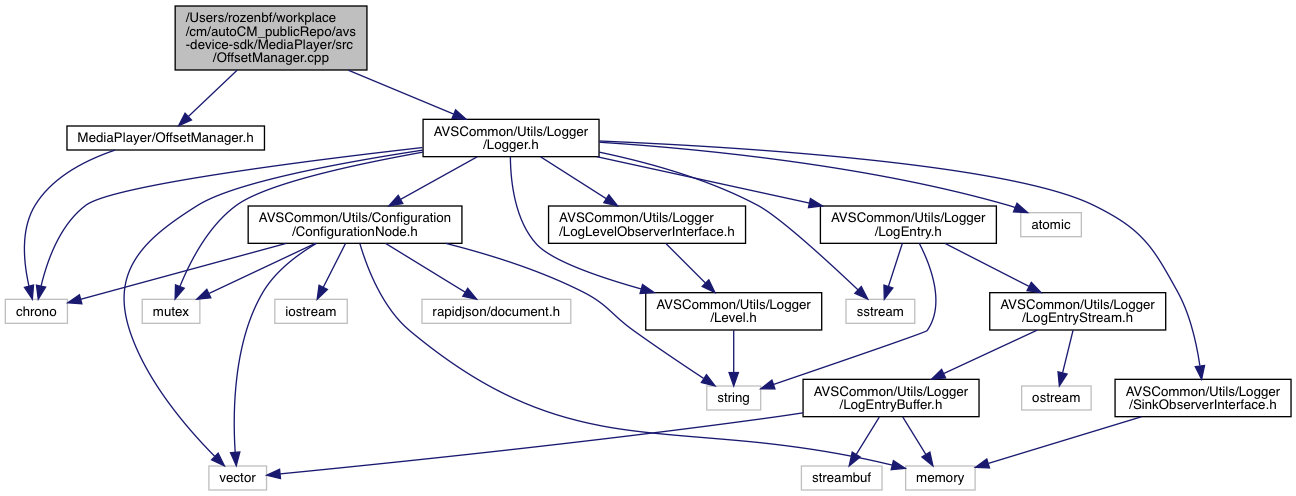 /Users/rozenbf/workplace
/cm/autoCM_publicRepo/avs
-device-sdk/MediaPlayer/src
/OffsetManager.cpp
MediaPlayer/OffsetManager.h
AVSCommon/Utils/Logger
/Logger.h
AVSCommon/Utils/Configuration
/ConfigurationNode.h
AVSCommon/Utils/Logger
/LogLevelObserverInterface.h
AVSCommon/Utils/Logger
/LogEntry.h
atomic
chrono
mutex
iostream
rapidjson/document.h
AVSCommon/Utils/Logger
/Level.h
sstream
AVSCommon/Utils/Logger
/LogEntryStream.h
string
AVSCommon/Utils/Logger
/LogEntryBuffer.h
ostream
AVSCommon/Utils/Logger
/SinkObserverInterface.h
vector
streambuf
memory